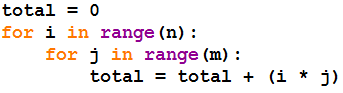 total = 0
for i in range(n):
    for j in range(m):
        total = total + (i * j)